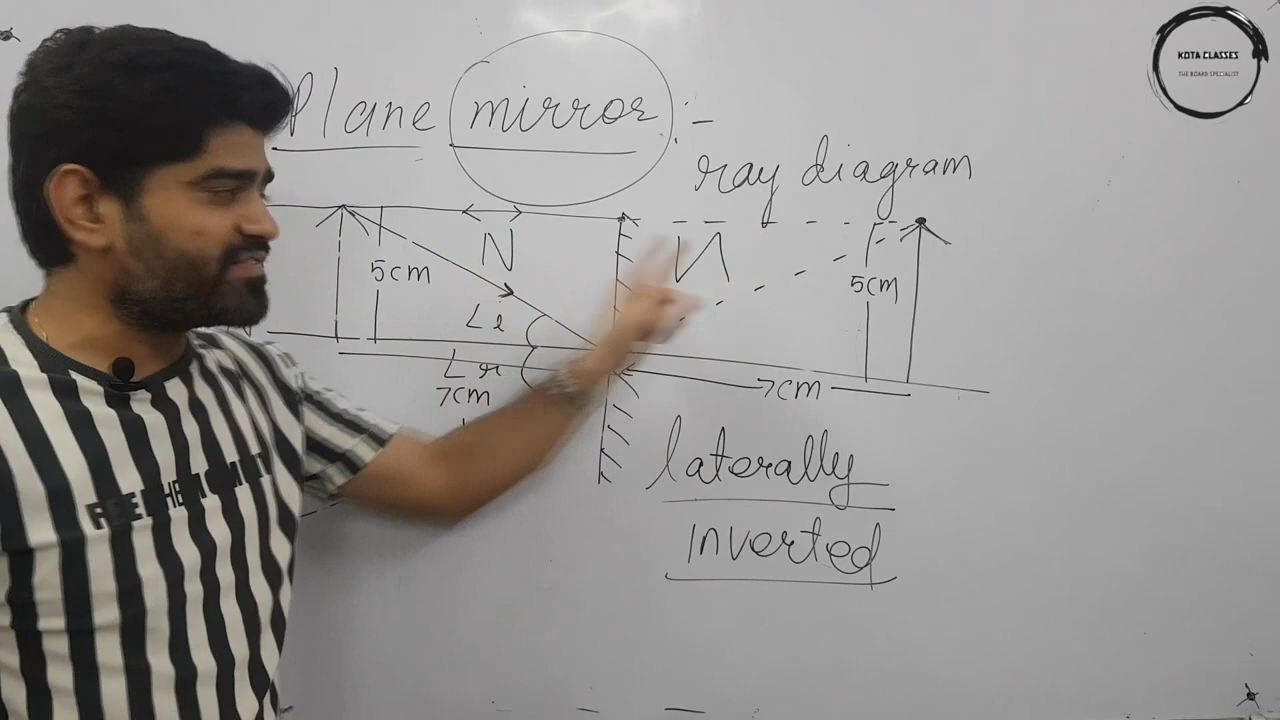 KOTA CLASSES
THE BOARD SPECIALIST
Plane mirror :-
ray diagram
N
И
5cm
5cm
∠i
∠r
7cm
7cm
laterally
inverted